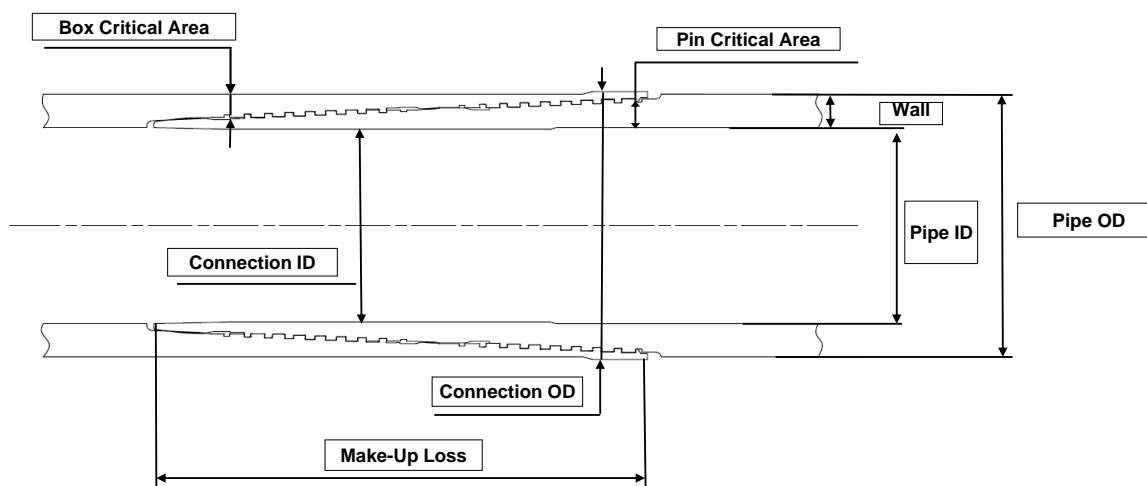 Box Critical Area
Pin Critical Area
Wall
Pipe ID
Pipe OD
Connection ID
Connection OD
Make-Up Loss